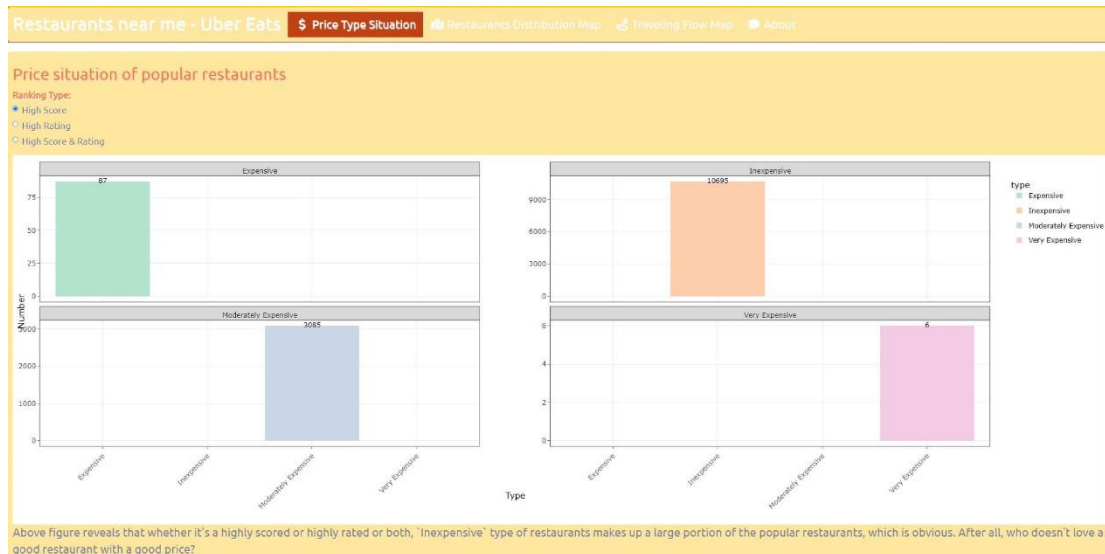 Restaurants near me - Uber Eats $ Price Type Situation Restaurants Distribution Map Traveling Flow Map About
Price situation of popular restaurants
Ranking Type:
High Score
High Rating
High Score & Rating
Expensive
87
75
50
25
0
Inexpensive
10695
9000
6000
3000
0
type
Expensive
Inexpensive
Moderately Expensive
Very Expensive
Number
Moderately Expensive
3085
3000
2000
1000
0
Very Expensive
6
6
4
2
0
Expensive
Inexpensive
Moderately Expensive
Very Expensive
Expensive
Inexpensive
Moderately Expensive
Very Expensive
Type
Above figure reveals that whether it's a highly scored or highly rated or both, `Inexpensive` type of restaurants makes up a large portion of the popular restaurants, which is obvious. After all, who doesn't love a
good restaurant with a good price?